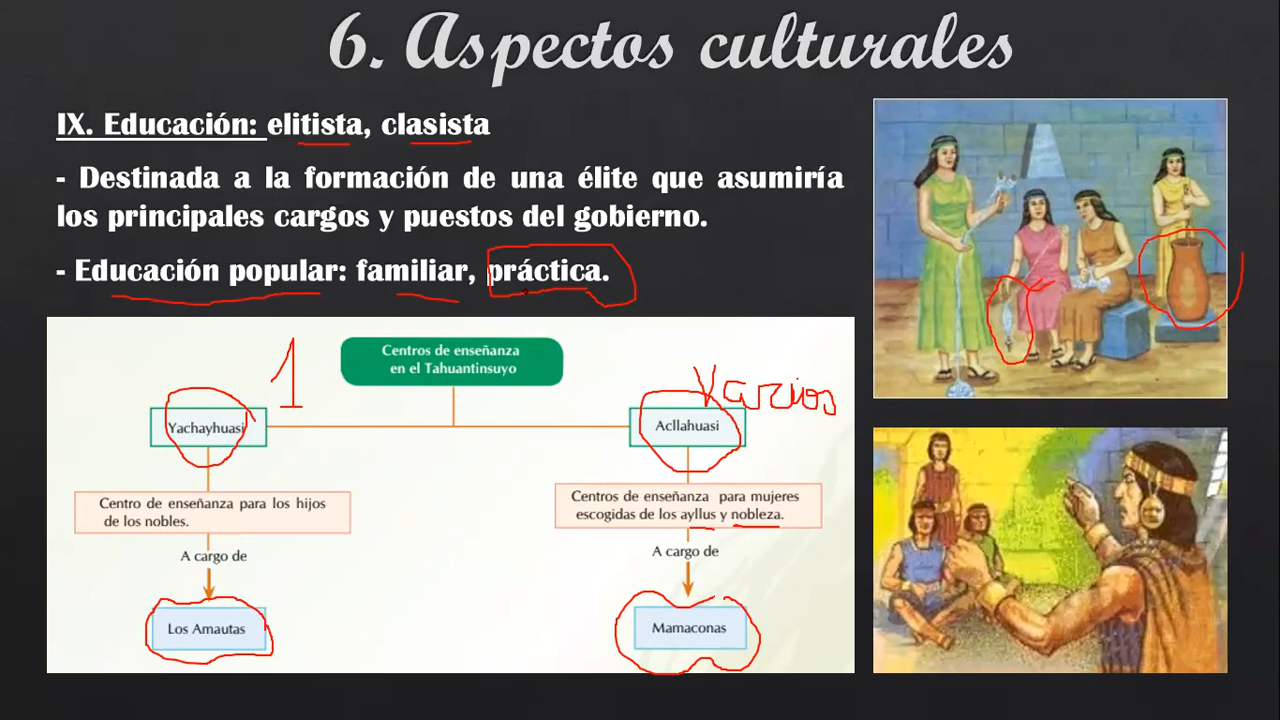 6. Aspectos culturales
IX. Educación: elitista, clasista
- Destinada a la formación de una élite que asumiría
los principales cargos y puestos del gobierno.
- Educación popular: familiar, práctica.
Centros de enseñanza
en el Tahuantinsuyo
1
Yachayhuasi
Centro de enseñanza para los hijos
de los nobles.
A cargo de
Los Amautas
Varios
Acllahuasi
Centros de enseñanza para mujeres
escogidas de los ayllus y nobleza.
A cargo de
Mamaconas